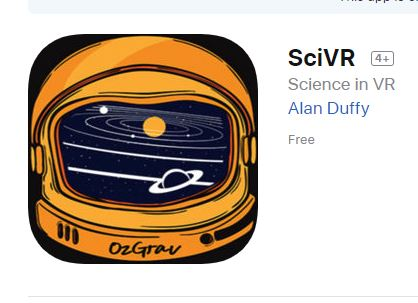 SciVR 4+
Science in VR
Alan Duffy
Free
OzGrav